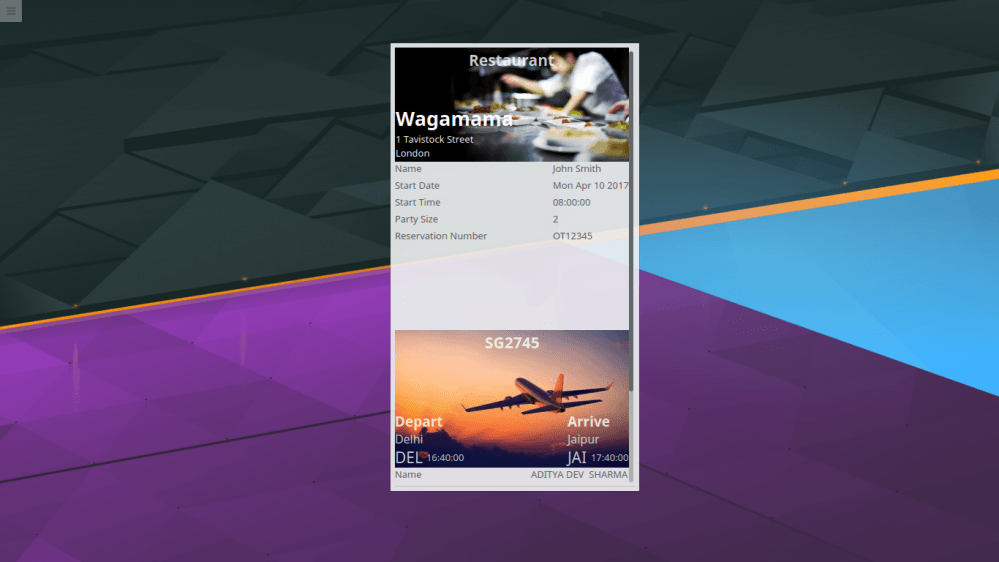 Restaurant
Wagamama
1 Tavistock Street
London
Name John Smith
Start Date Mon Apr 10 2017
Start Time 08:00:00
Party Size 2
Reservation Number OT12345
SG2745
Depart Arrive
Delhi Jaipur
DEL 16:40:00 JAI 17:40:00
Name ADITYA DEV SHARMA